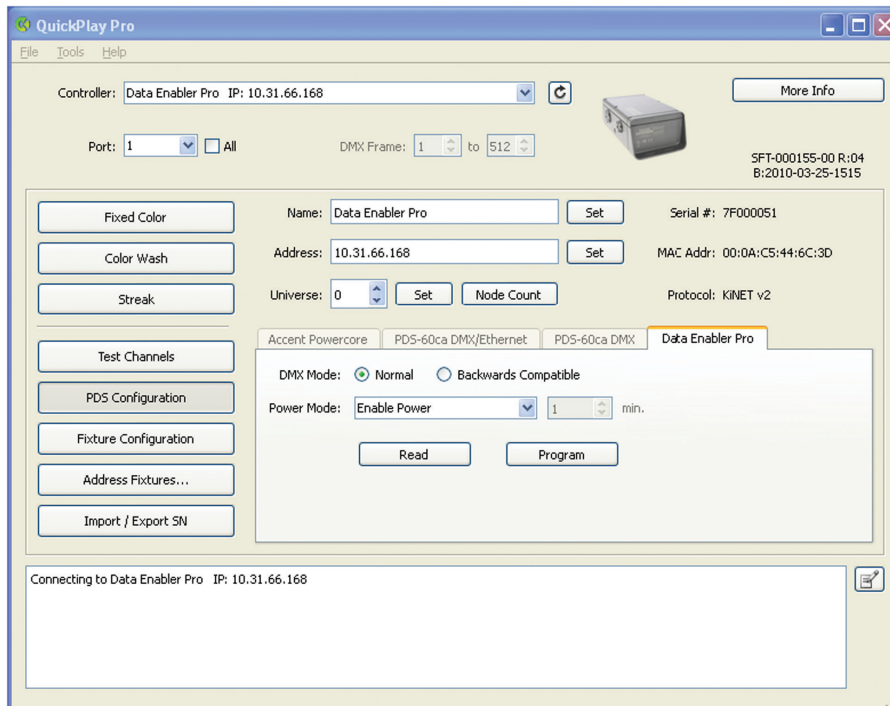 QuickPlay Pro
File Tools Help
Controller: Data Enabler Pro IP: 10.31.66.168
More Info
Port: 1 All DMX Frame: 1 to 512
SFT-000155-00 R:04
B:2010-03-25-1515
Fixed Color
Color Wash
Streak
Test Channels
PDS Configuration
Fixture Configuration
Address Fixtures...
Import / Export SN
Name: Data Enabler Pro Set Serial #: 7F000051
Address: 10.31.66.168 Set MAC Addr: 00:0A:C5:44:6C:3D
Universe: 0 Set Node Count Protocol: KiNET v2
Accent Powercore PDS-60ca DMX/Ethernet PDS-60ca DMX Data Enabler Pro
DMX Mode: Normal Backwards Compatible
Power Mode: Enable Power 1 min.
Read Program
Connecting to Data Enabler Pro IP: 10.31.66.168